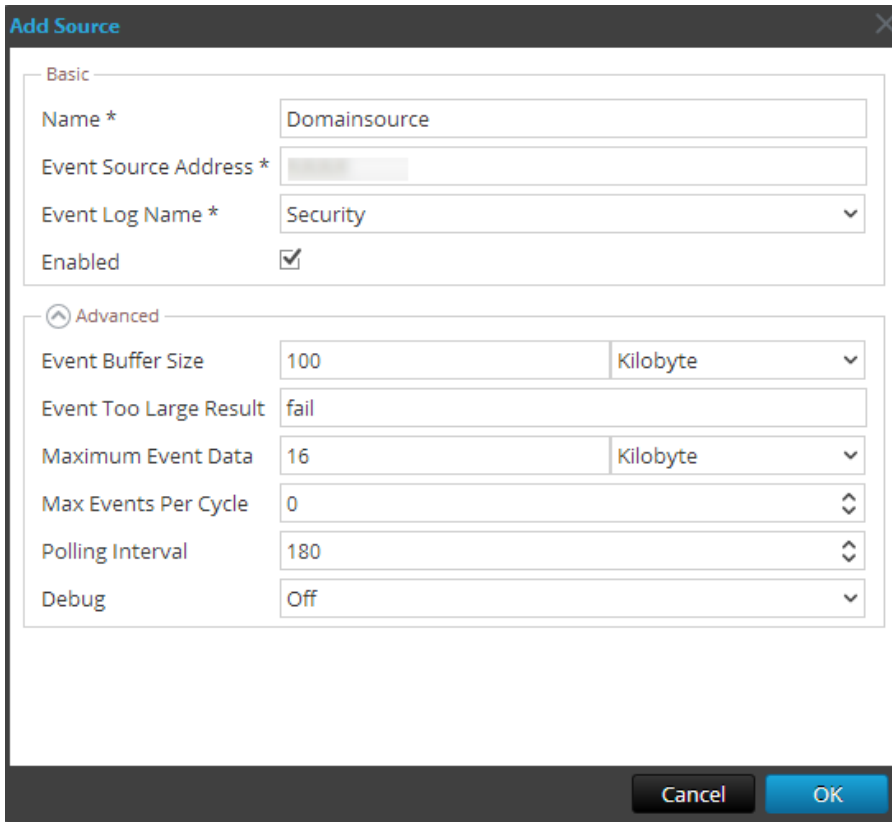 Add Source
Basic
Name * Domainsource
Event Source Address *
Event Log Name * Security
Enabled
Advanced
Event Buffer Size 100 Kilobyte
Event Too Large Result fail
Maximum Event Data 16 Kilobyte
Max Events Per Cycle 0
Polling Interval 180
Debug Off
Cancel OK